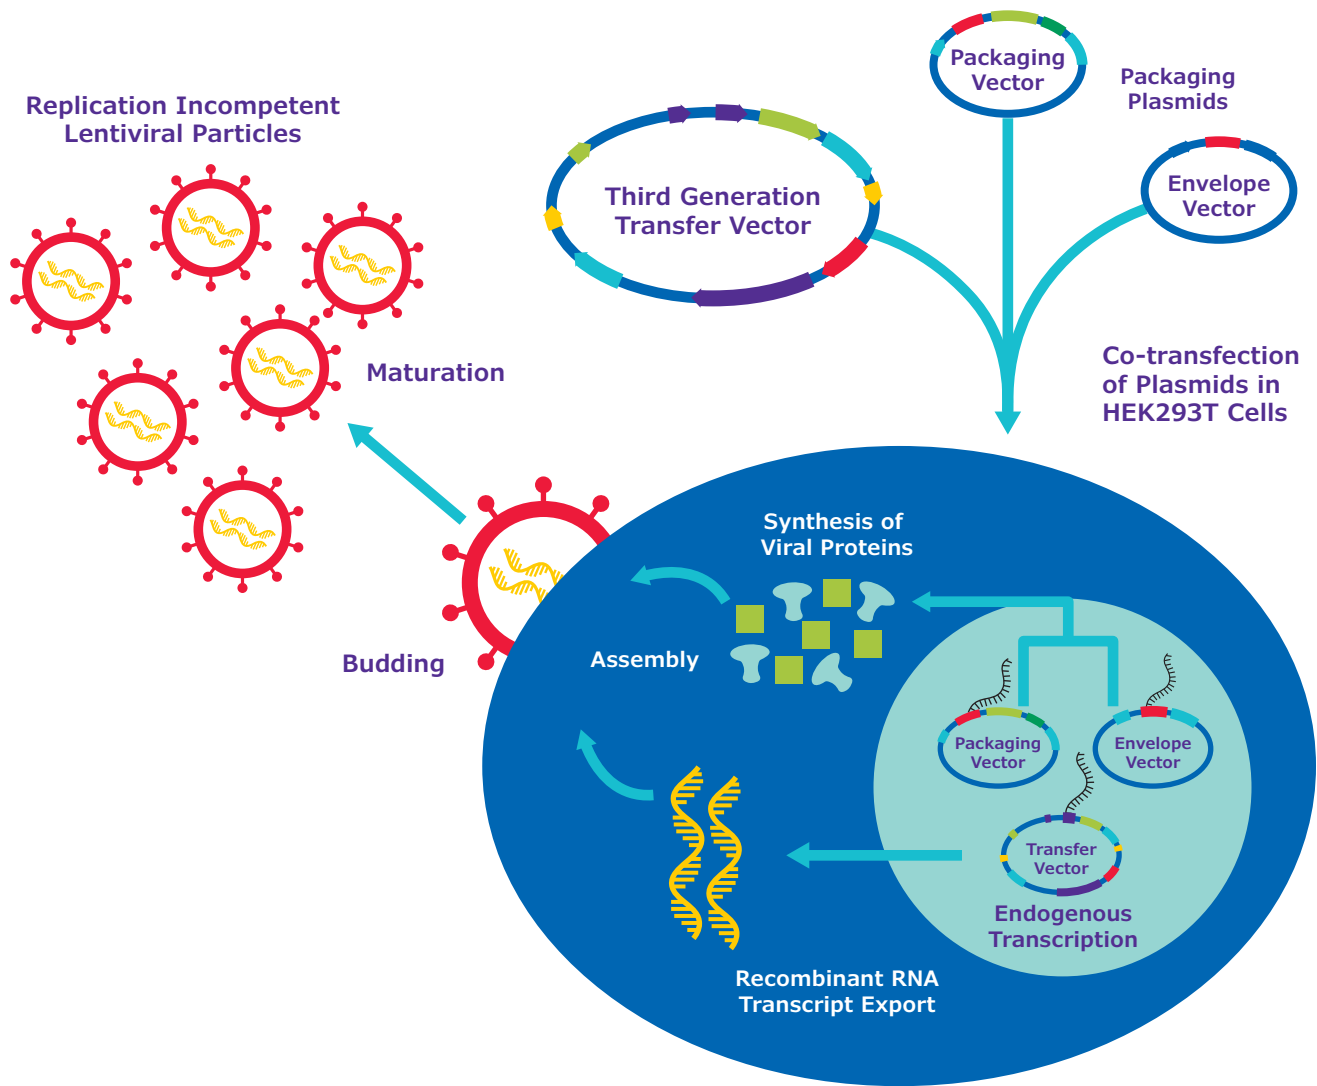 Replication Incompetent
Lentiviral Particles
Packaging
Vector
Packaging
Plasmids
Third Generation
Transfer Vector
Envelope
Vector
Maturation
Co-transfection
of Plasmids in
HEK293T Cells
Synthesis of
Viral Proteins
Budding
Assembly
Packaging
Vector
Envelope
Vector
Transfer
Vector
Endogenous
Transcription
Recombinant RNA
Transcript Export